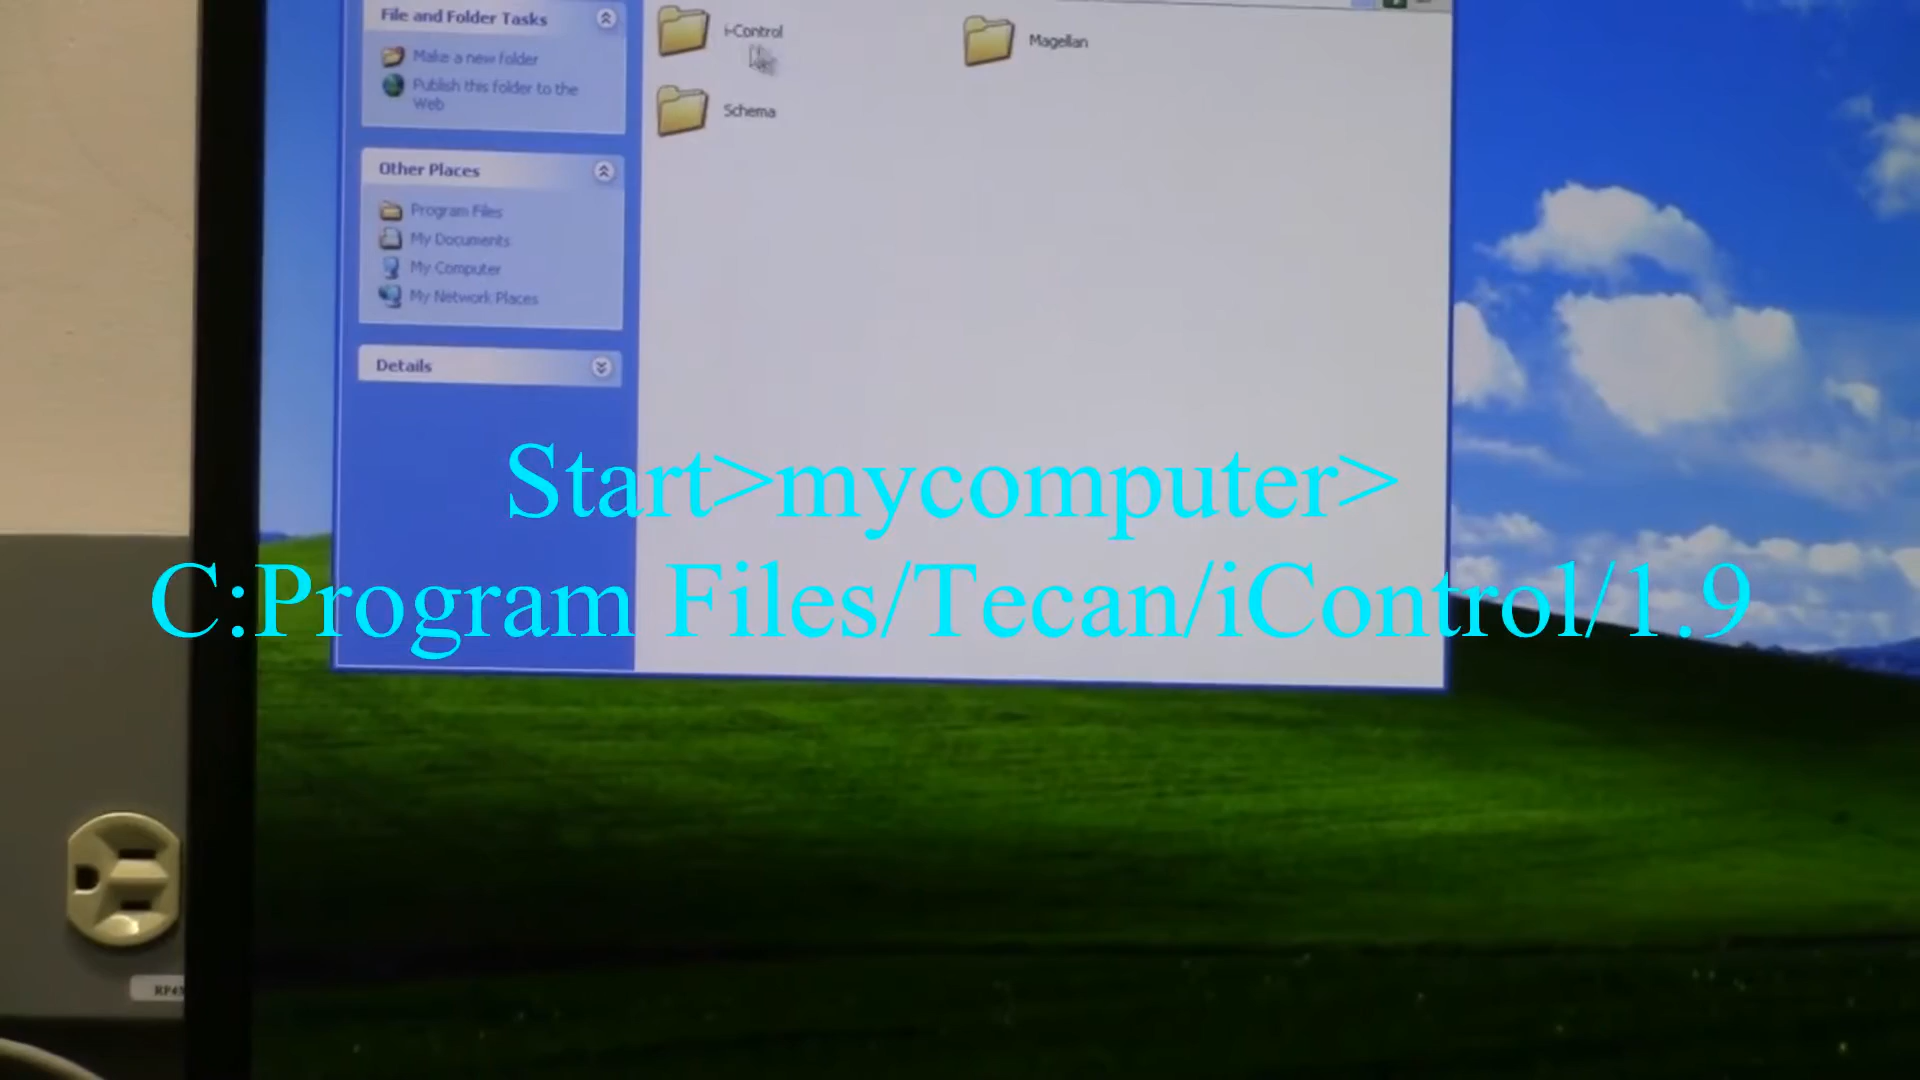 File and Folder Tasks
Make a new folder
Publish this folder to the
Web
Other Places
Program Files
My Documents
My Computer
My Network Places
Details
i-Control
Magellan
Schema
Start>mycomputer>
C:Program Files/Tecan/iControl/1.9